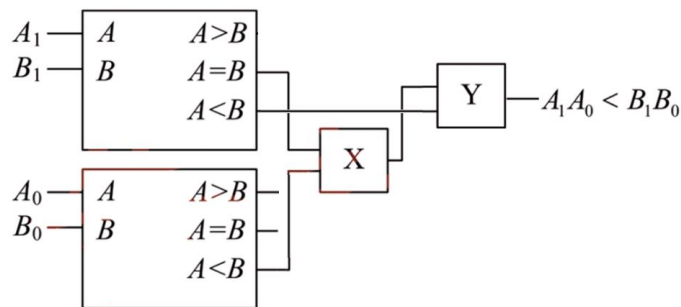 A₁ A A>B
B₁ B A=B
A<B
Y
A₁A₀ < B₁B₀
X
A₀ A A>B
B₀ B A=B
A<B